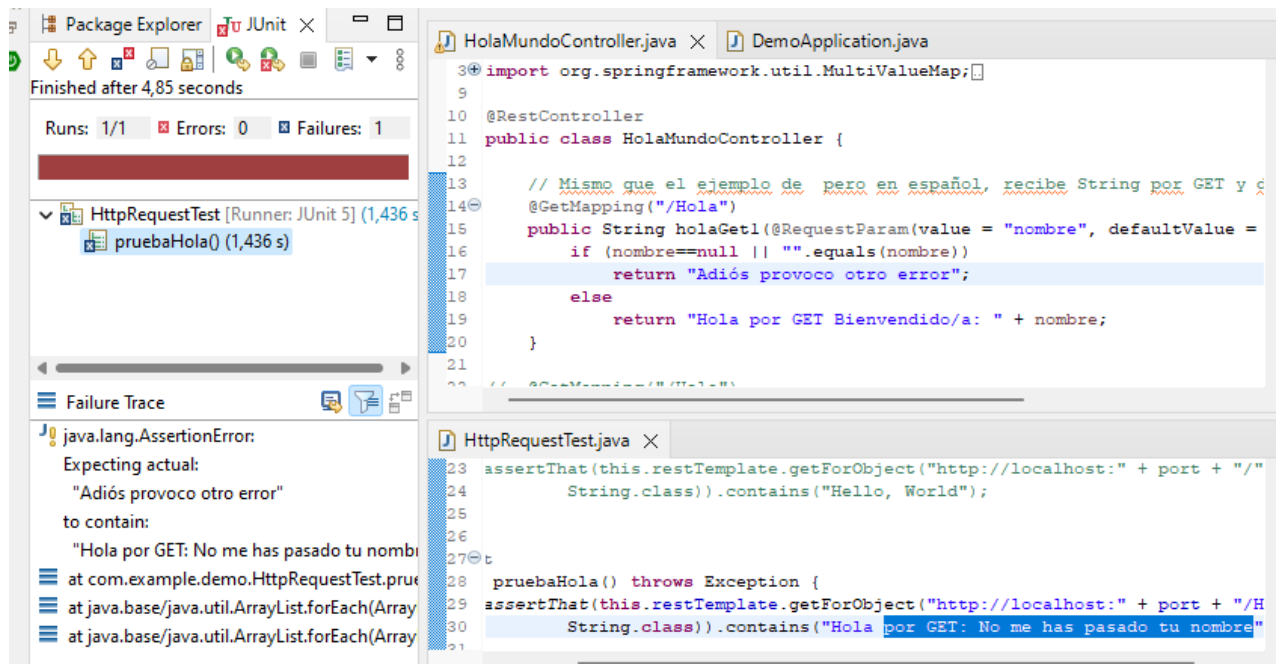 Package Explorer JUnit
Finished after 4,85 seconds
Runs: 1/1 Errors: 0 Failures: 1
HttpRequestTest [Runner: JUnit 5] (1,436 s
pruebaHola() (1,436 s)
Failure Trace
java.lang.AssertionError:
Expecting actual:
"Adiós provoco otro error"
to contain:
"Hola por GET: No me has pasado tu nombr
at com.example.demo.HttpRequestTest.prue
at java.base/java.util.ArrayList.forEach(Array
at java.base/java.util.ArrayList.forEach(Array
HolaMundoController.java DemoApplication.java
3 import org.springframework.util.MultiValueMap;
9
10 @RestController
11 public class HolaMundoController {
12
13 // Mismo que el ejemplo de  pero en español, recibe String por GET y d
14 @GetMapping("/Hola")
15 public String holaGet1(@RequestParam(value = "nombre", defaultValue =
16 if (nombre==null || "".equals(nombre))
17 return "Adiós provoco otro error";
18 else
19 return "Hola por GET Bienvendido/a: " + nombre;
20 }
21
22 // @GetMapping("/Hola")
HttpRequestTest.java
23 assertThat(this.restTemplate.getForObject("http://localhost:" + port + "/"
24 String.class)).contains("Hello, World");
25
26
27 t
28 pruebaHola() throws Exception {
29 assertThat(this.restTemplate.getForObject("http://localhost:" + port + "/H
30 String.class)).contains("Hola por GET: No me has pasado tu nombre"
31